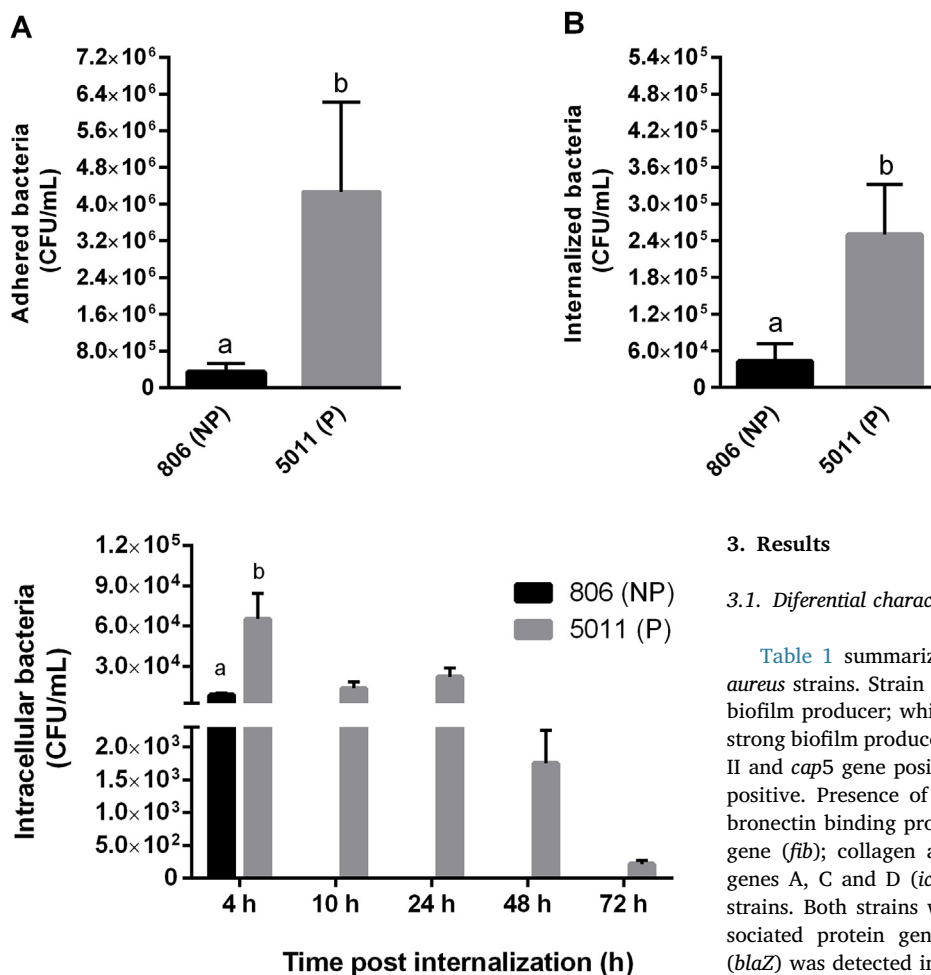 A
Adhered bacteria
(CFU/mL)
7.2×10⁶
6.4×10⁶
5.6×10⁶
4.8×10⁶
4.0×10⁶
3.2×10⁶
2.4×10⁶
1.6×10⁶
8.0×10⁵
0
a
b
806 (NP)
5011 (P)
B
Internalized bacteria
(CFU/mL)
5.4×10⁵
4.8×10⁵
4.2×10⁵
3.6×10⁵
3.0×10⁵
2.4×10⁵
1.8×10⁵
1.2×10⁵
6.0×10⁴
0
a
b
806 (NP)
5011 (P)
Intracellular bacteria
(CFU/mL)
1.2×10⁵
9.0×10⁴
6.0×10⁴
3.0×10⁴
2.0×10³
1.5×10³
1.0×10³
5.0×10²
0
a
b
806 (NP)
5011 (P)
4 h
10 h
24 h
48 h
72 h
Time post internalization (h)
3. Results
3.1. Diferential charac
Table 1 summariz
aureus strains. Strain
biofilm producer; whi
strong biofilm produce
II and cap5 gene posi
positive. Presence of
bronectin binding pro
gene (fib); collagen a
genes A, C and D (ic
strains. Both strains w
sociated protein gen
(blaZ) was detected in